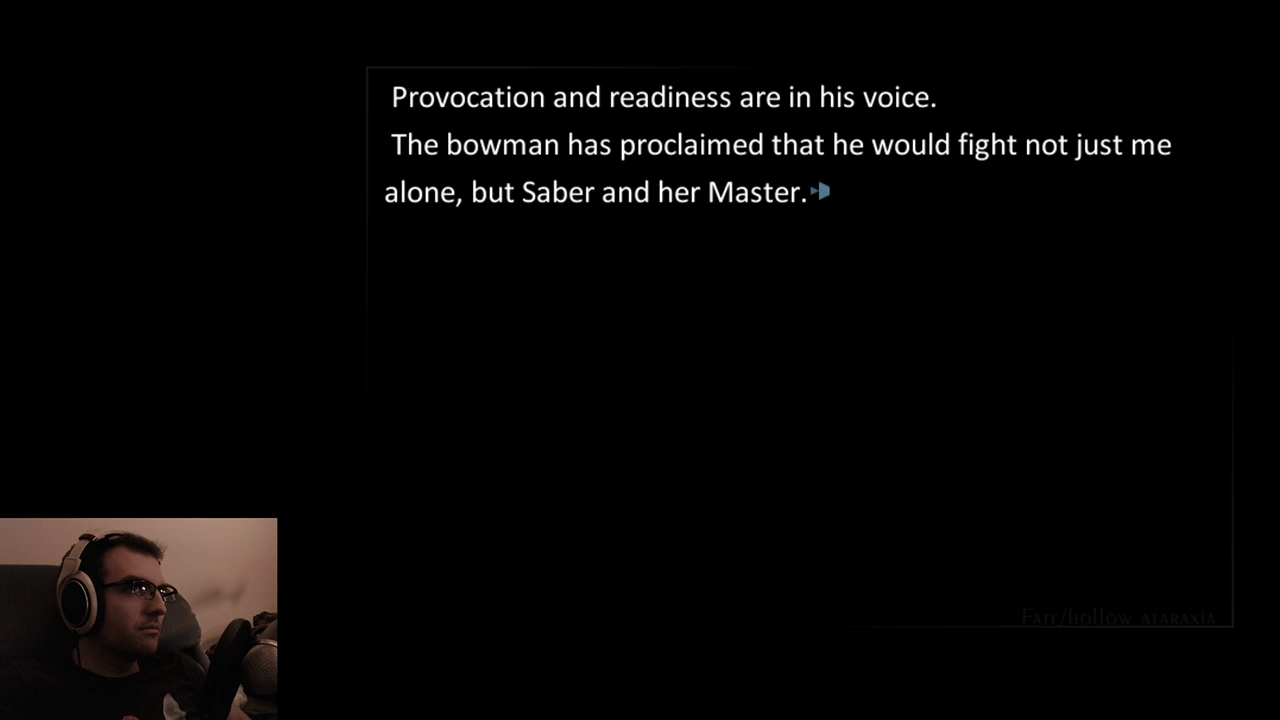 Provocation and readiness are in his voice.
The bowman has proclaimed that he would fight not just me
alone, but Saber and her Master.
Fate/hollow ataraxia